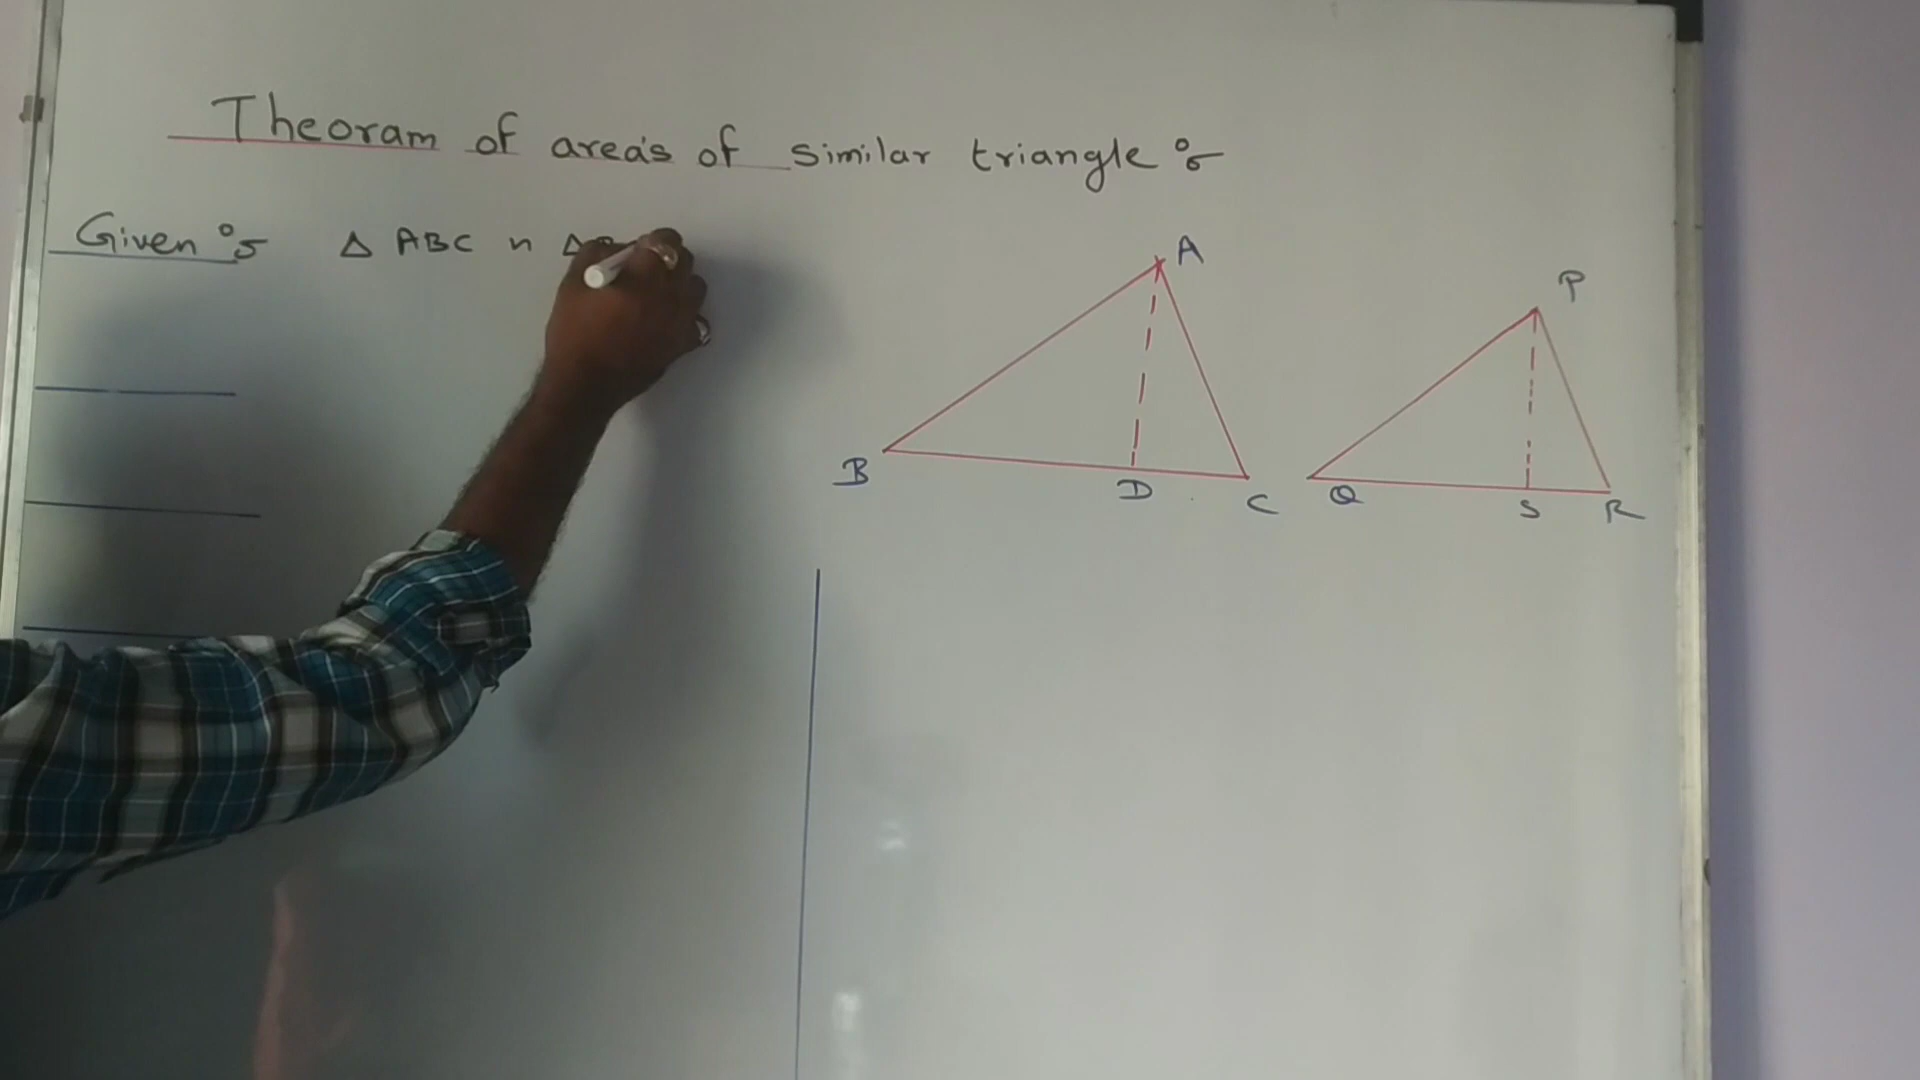 Theoram of area's of similar triangle :-
Given :- △ ABC ~ △
A
P
B
D
C
Q
S
R